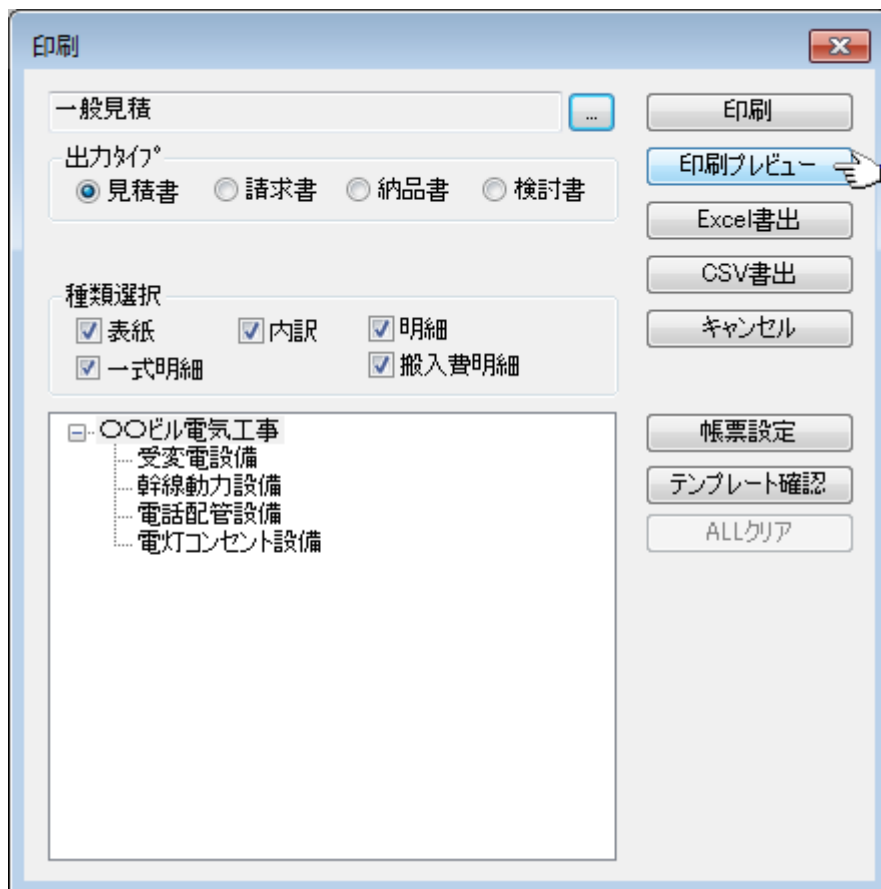 印刷
一般見積
...
印刷
出力タイプ
見積書 請求書 納品書 検討書
印刷プレビュー
Excel書出
CSV書出
種類選択
表紙 内訳 明細
一式明細 搬入費明細
キャンセル
〇〇ビル電気工事
受変電設備
幹線動力設備
電話配管設備
電灯コンセント設備
帳票設定
テンプレート確認
ALLクリア